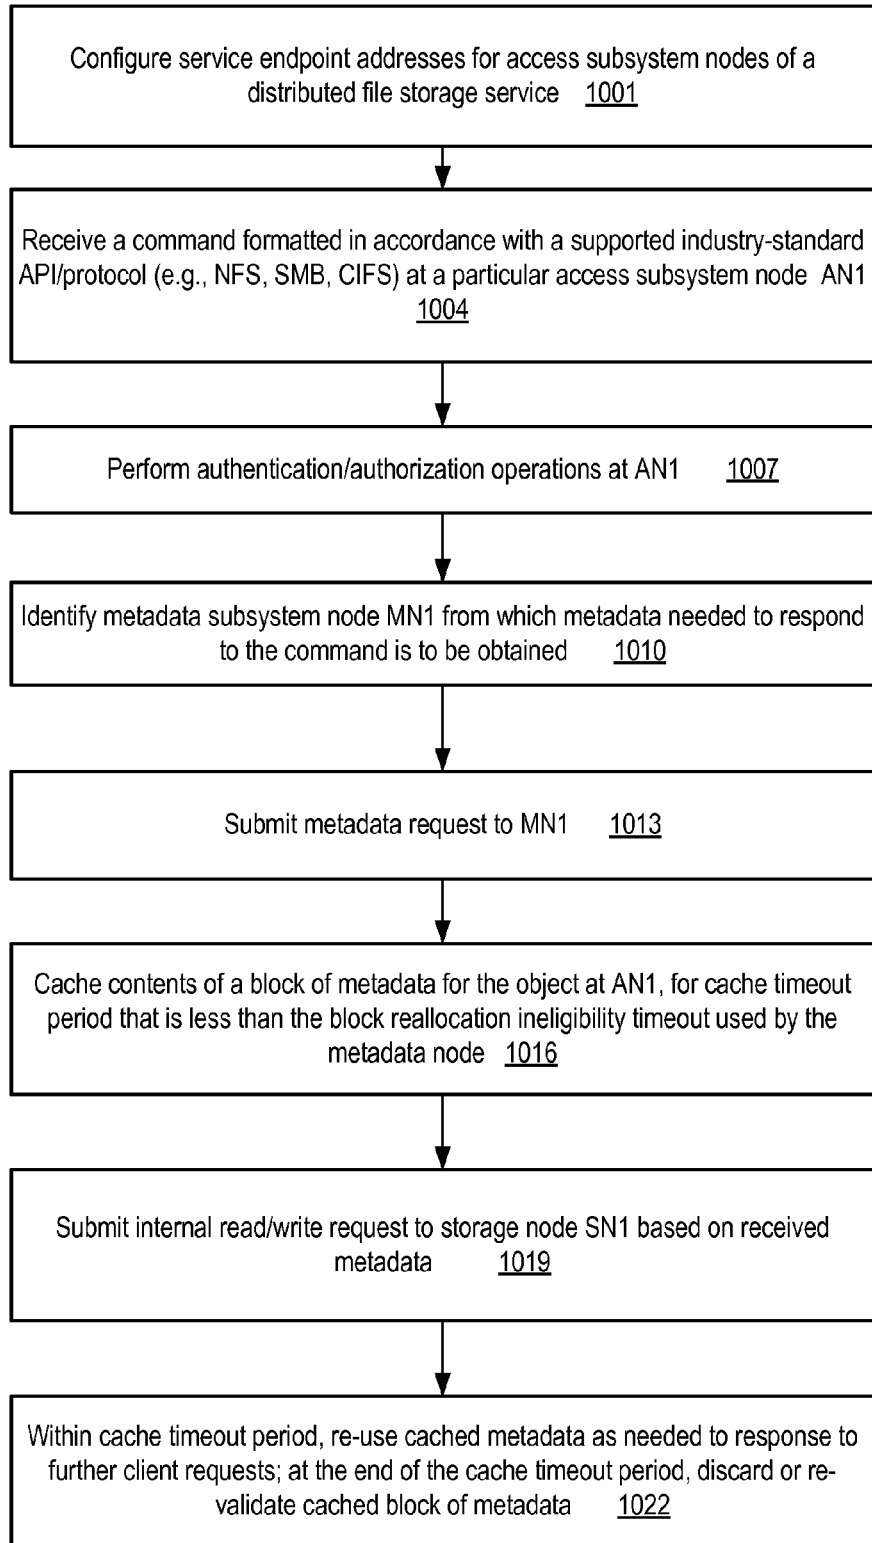 Configure service endpoint addresses for access subsystem nodes of a
distributed file storage service 1001
Receive a command formatted in accordance with a supported industry-standard
API/protocol (e.g., NFS, SMB, CIFS) at a particular access subsystem node AN1
1004
Perform authentication/authorization operations at AN1 1007
Identify metadata subsystem node MN1 from which metadata needed to respond
to the command is to be obtained 1010
Submit metadata request to MN1 1013
Cache contents of a block of metadata for the object at AN1, for cache timeout
period that is less than the block reallocation ineligibility timeout used by the
metadata node 1016
Submit internal read/write request to storage node SN1 based on received
metadata 1019
Within cache timeout period, re-use cached metadata as needed to response to
further client requests; at the end of the cache timeout period, discard or re-
validate cached block of metadata 1022